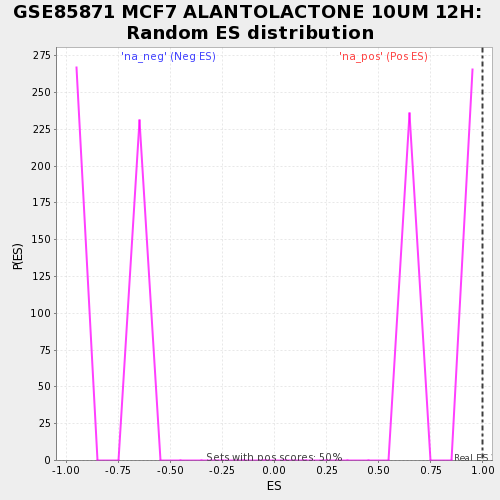 GSE85871 MCF7 ALANTOLACTONE 10UM 12H:
Random ES distribution
'na_neg' (Neg ES) 'na_pos' (Pos ES)
275
250
225
200
175
150
125
100
75
50
25
0
P(ES)
Sets with pos scores: 50%
Real ES
-1.00 -0.75 -0.50 -0.25 0.00 0.25 0.50 0.75 1.00
ES